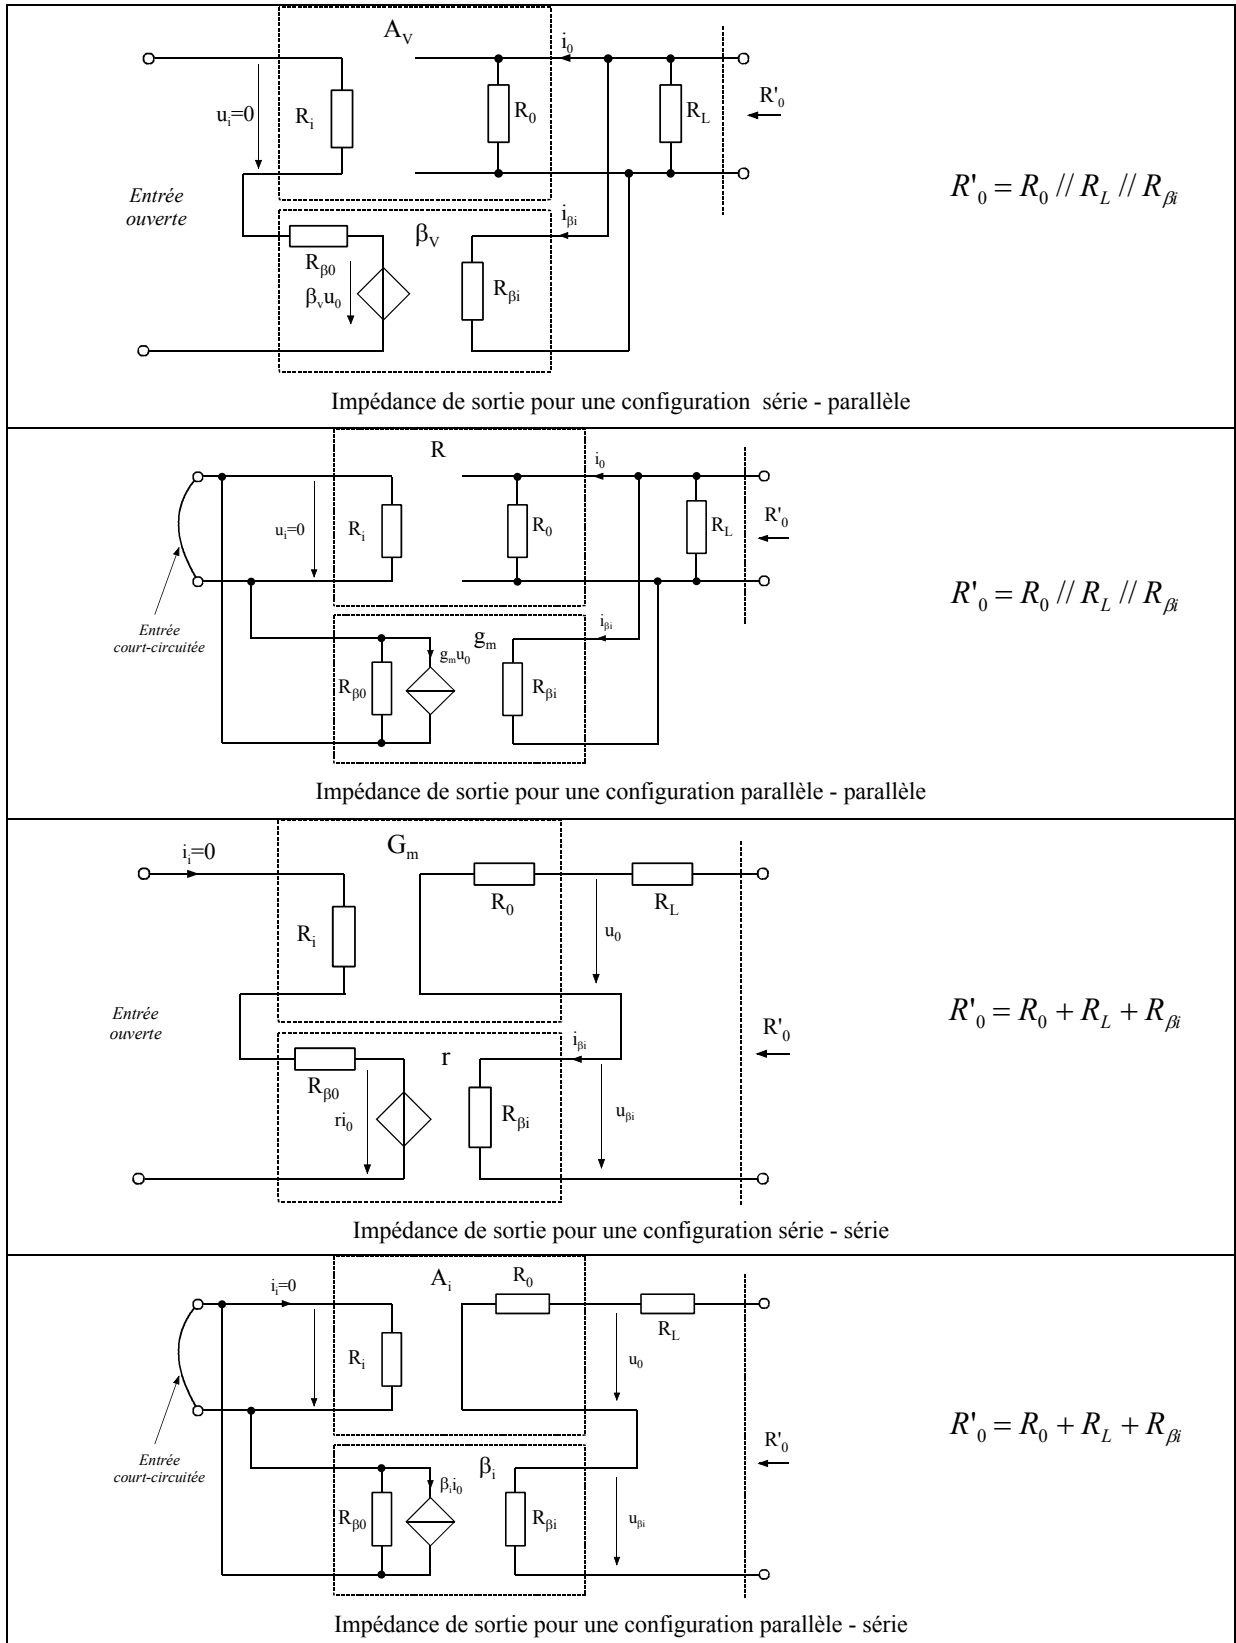 A_V
i_0
u_i=0
R_i
R_0
R_L
R'_0
Entrée
ouverte
R'_0 = R_0 // R_L // R_βi
β_V
i_βi
R_β0
β_v u_0
R_βi
Impédance de sortie pour une configuration série - parallèle
R
i_0
u_i=0
R_i
R_0
R_L
R'_0
R'_0 = R_0 // R_L // R_βi
Entrée
court-circuitée
g_m
i_βi
g_m u_0
R_β0
R_βi
Impédance de sortie pour une configuration parallèle - parallèle
i_i=0
G_m
R_0
R_L
R_i
u_0
Entrée
ouverte
R'_0 = R_0 + R_L + R_βi
R'_0
r
i_βi
R_β0
ri_0
R_βi
u_βi
Impédance de sortie pour une configuration série - série
i_i=0
A_i
R_0
R_L
R_i
u_0
R'_0 = R_0 + R_L + R_βi
R'_0
Entrée
court-circuitée
β_i
β_i i_0
R_β0
R_βi
u_βi
Impédance de sortie pour une configuration parallèle - série